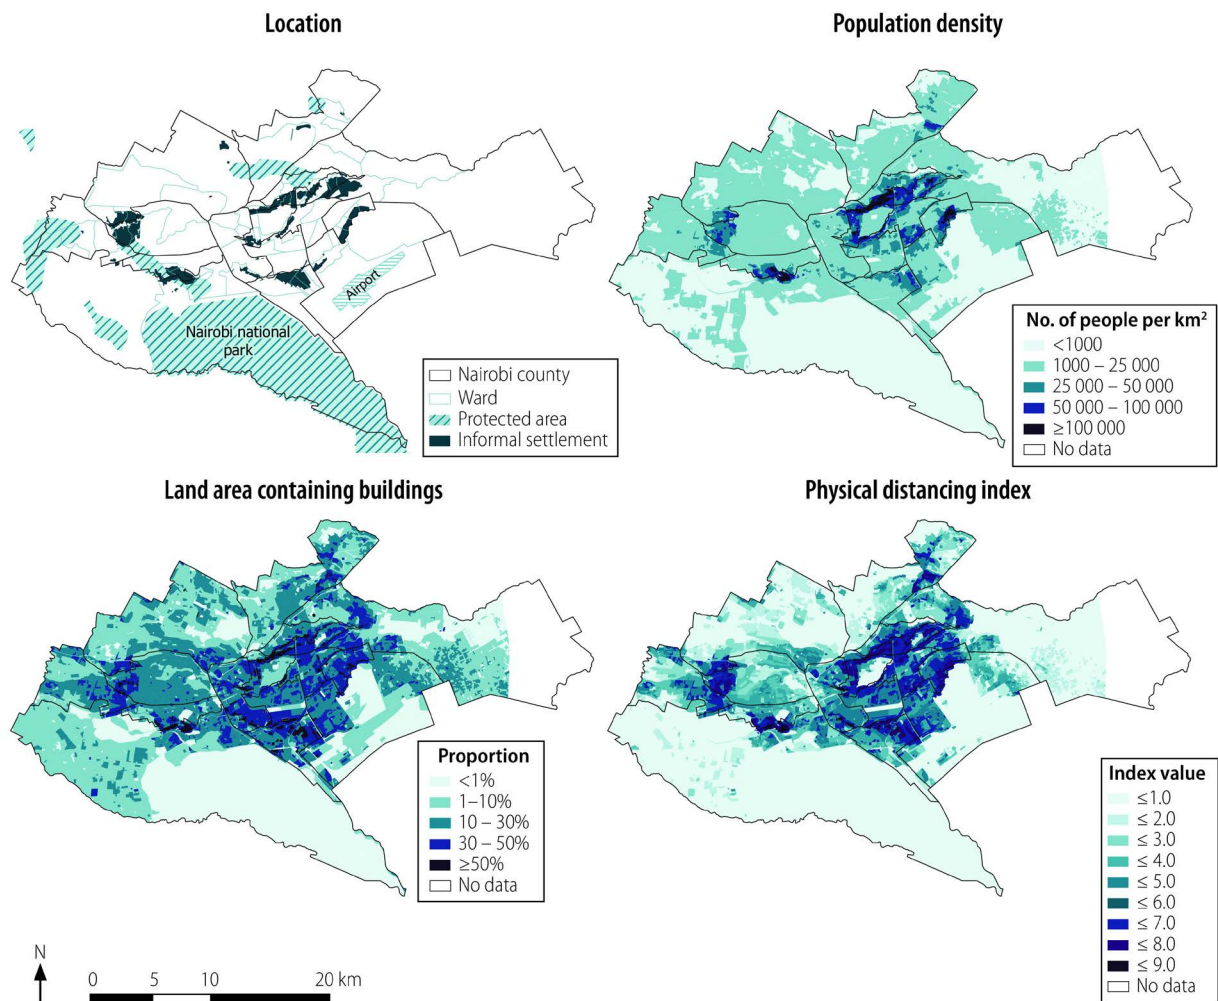 Location
Airport
Nairobi national
park
Nairobi county
Ward
Protected area
Informal settlement
Population density
No. of people per km²
<1000
1000 – 25 000
25 000 – 50 000
50 000 – 100 000
≥100 000
No data
Land area containing buildings
Proportion
<1%
1–10%
10 – 30%
30 – 50%
≥50%
No data
Physical distancing index
Index value
≤1.0
≤ 2.0
≤ 3.0
≤ 4.0
≤ 5.0
≤ 6.0
≤ 7.0
≤ 8.0
≤ 9.0
No data
N
0 5 10 20 km